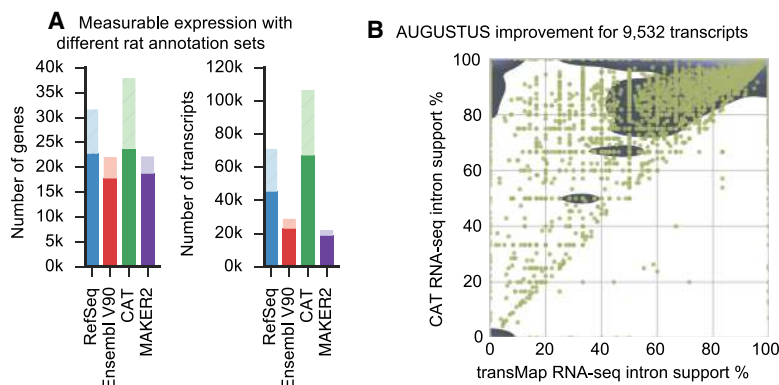 A Measurable expression with
different rat annotation sets
Number of genes
40k
35k
30k
25k
20k
15k
10k
5k
0k
RefSeq
Ensembl V90
CAT
MAKER2
Number of transcripts
120k
100k
80k
60k
40k
20k
0k
RefSeq
Ensembl V90
CAT
MAKER2
B AUGUSTUS improvement for 9,532 transcripts
CAT RNA-seq intron support %
100
80
60
40
20
0
0 20 40 60 80 100
transMap RNA-seq intron support %